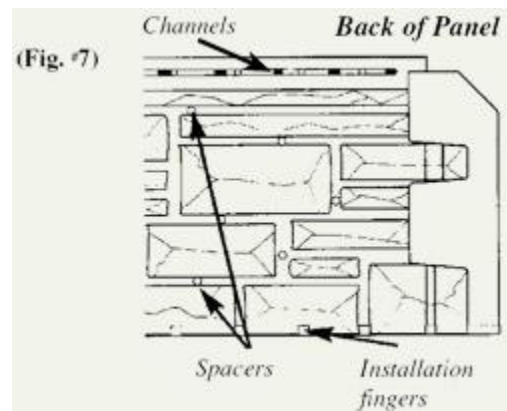 Channels
Back of Panel
(Fig. #7)
Spacers
Installation
fingers